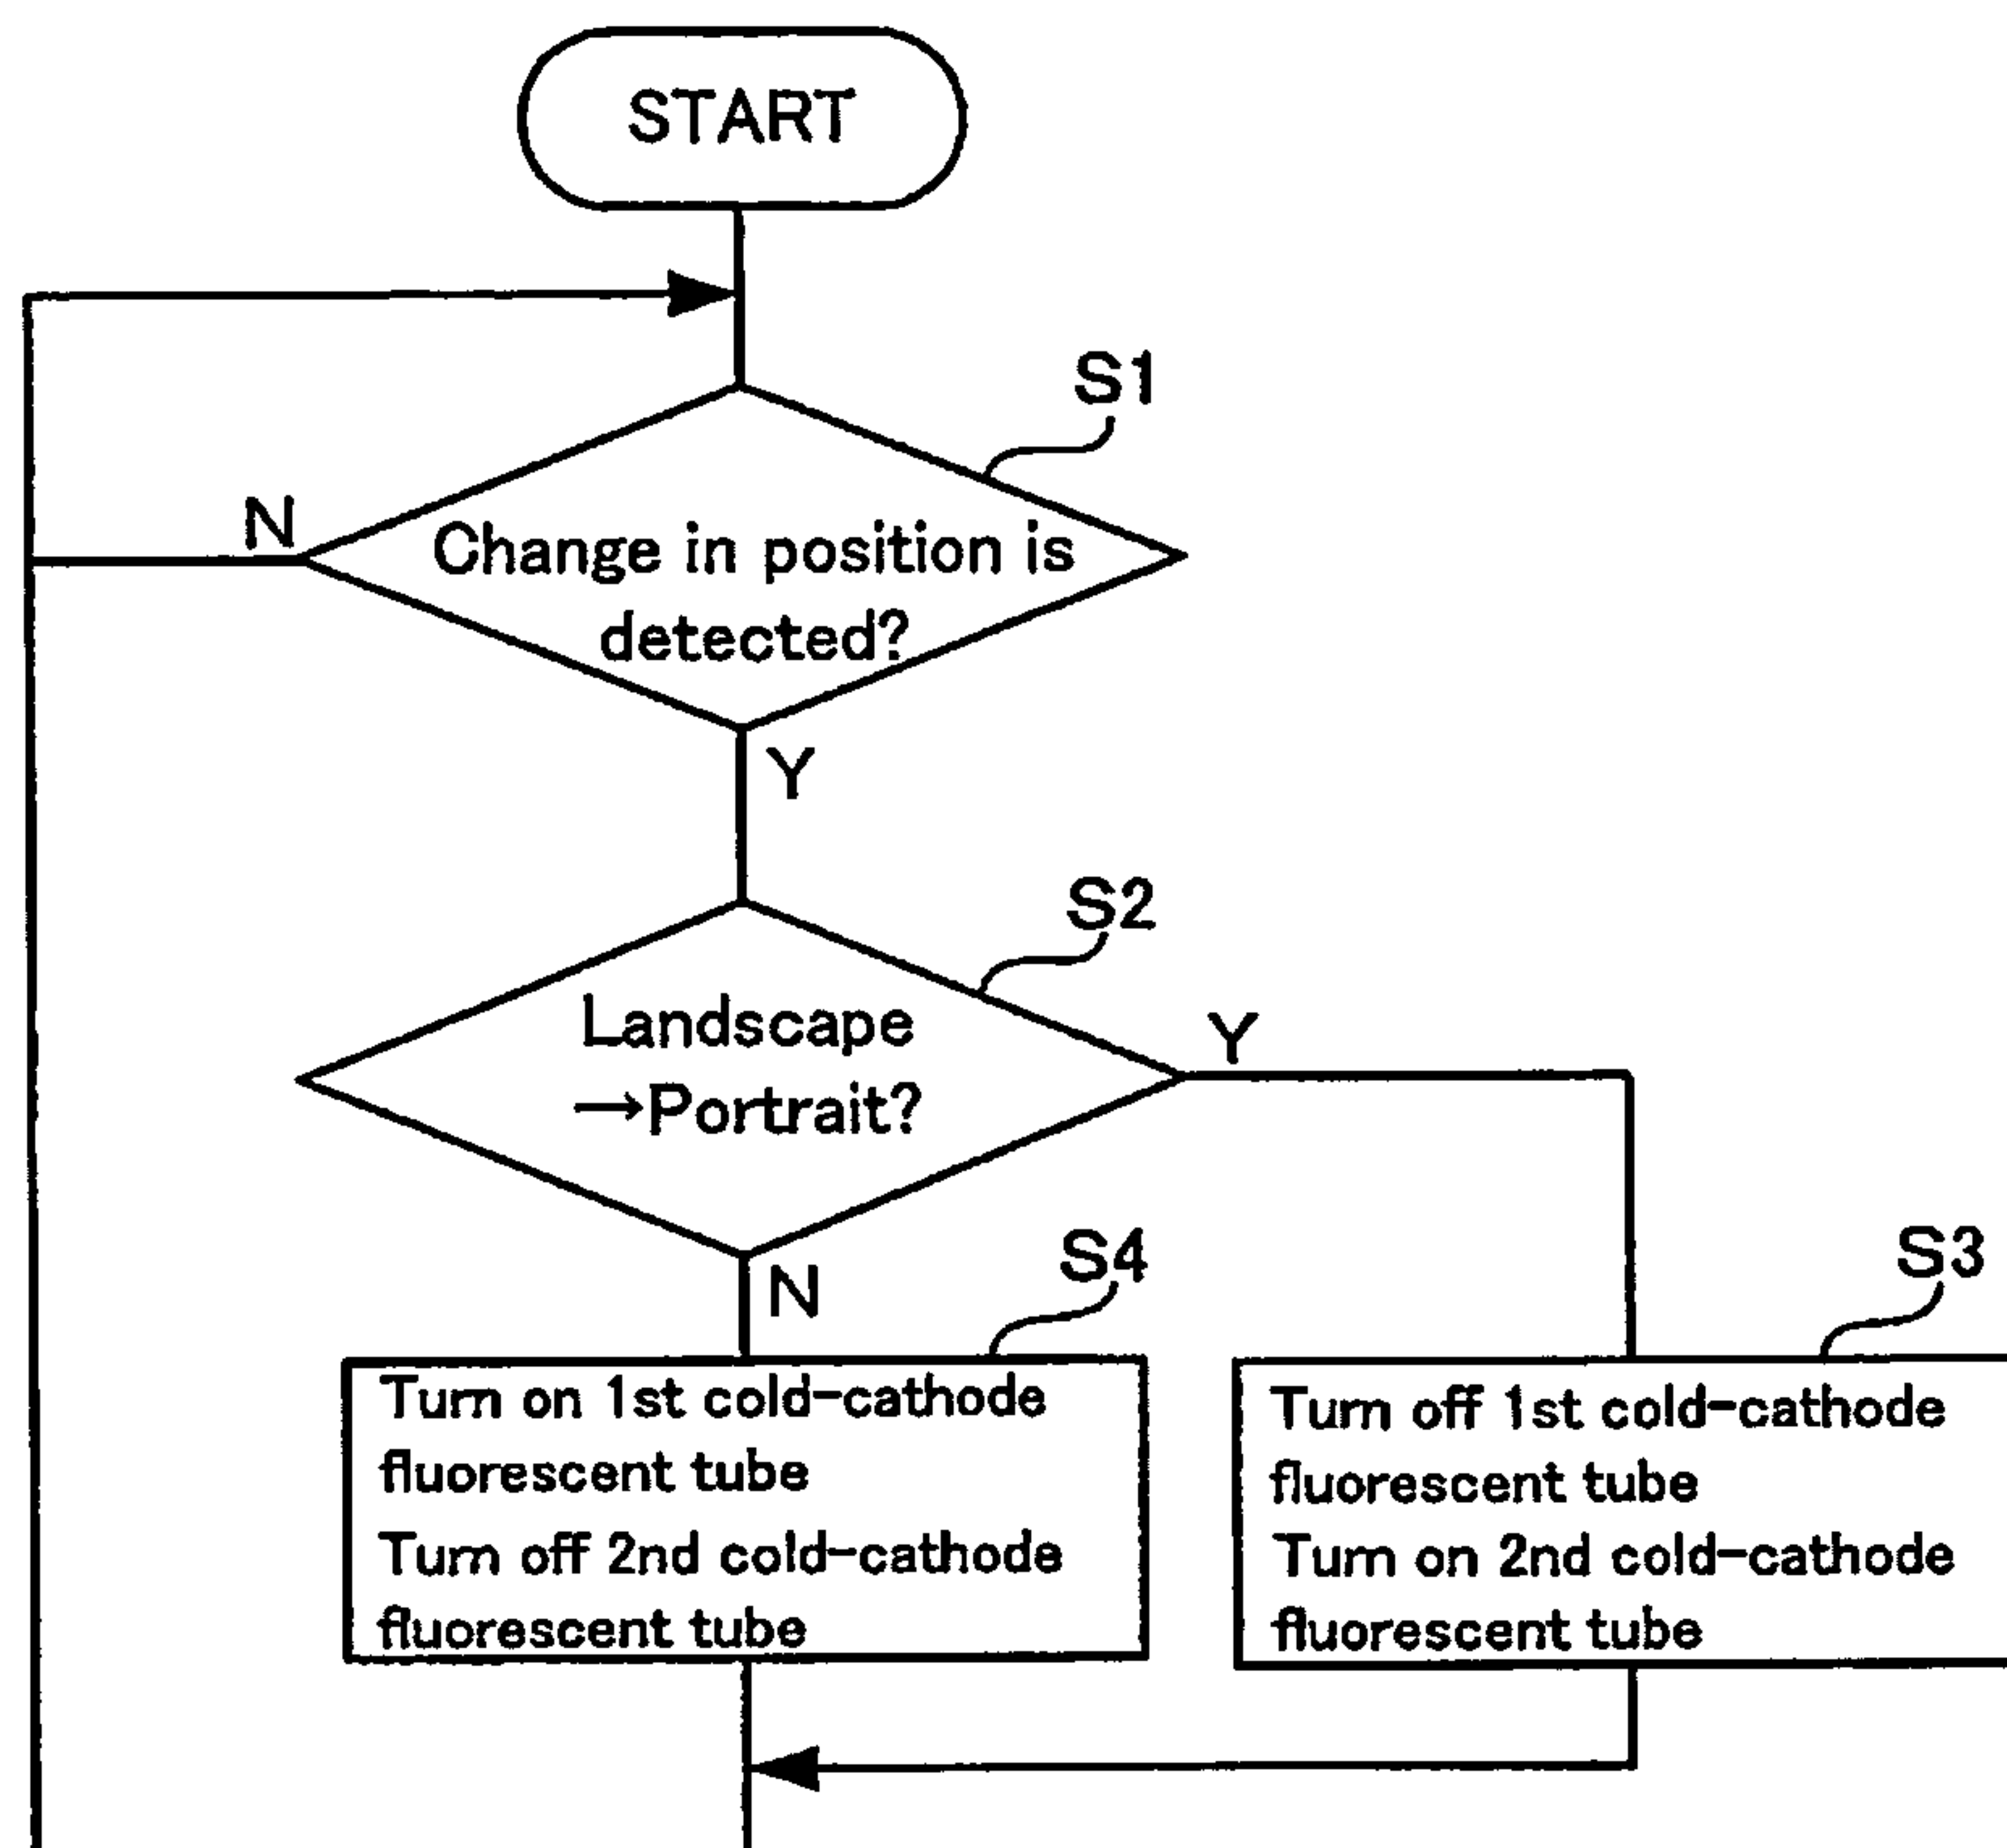 START
S1
N
Change in position is
detected?
Y
S2
Landscape
→Portrait?
Y
N
S4
S3
Turn on 1st cold-cathode
fluorescent tube
Turn off 2nd cold-cathode
fluorescent tube
Turn off 1st cold-cathode
fluorescent tube
Turn on 2nd cold-cathode
fluorescent tube